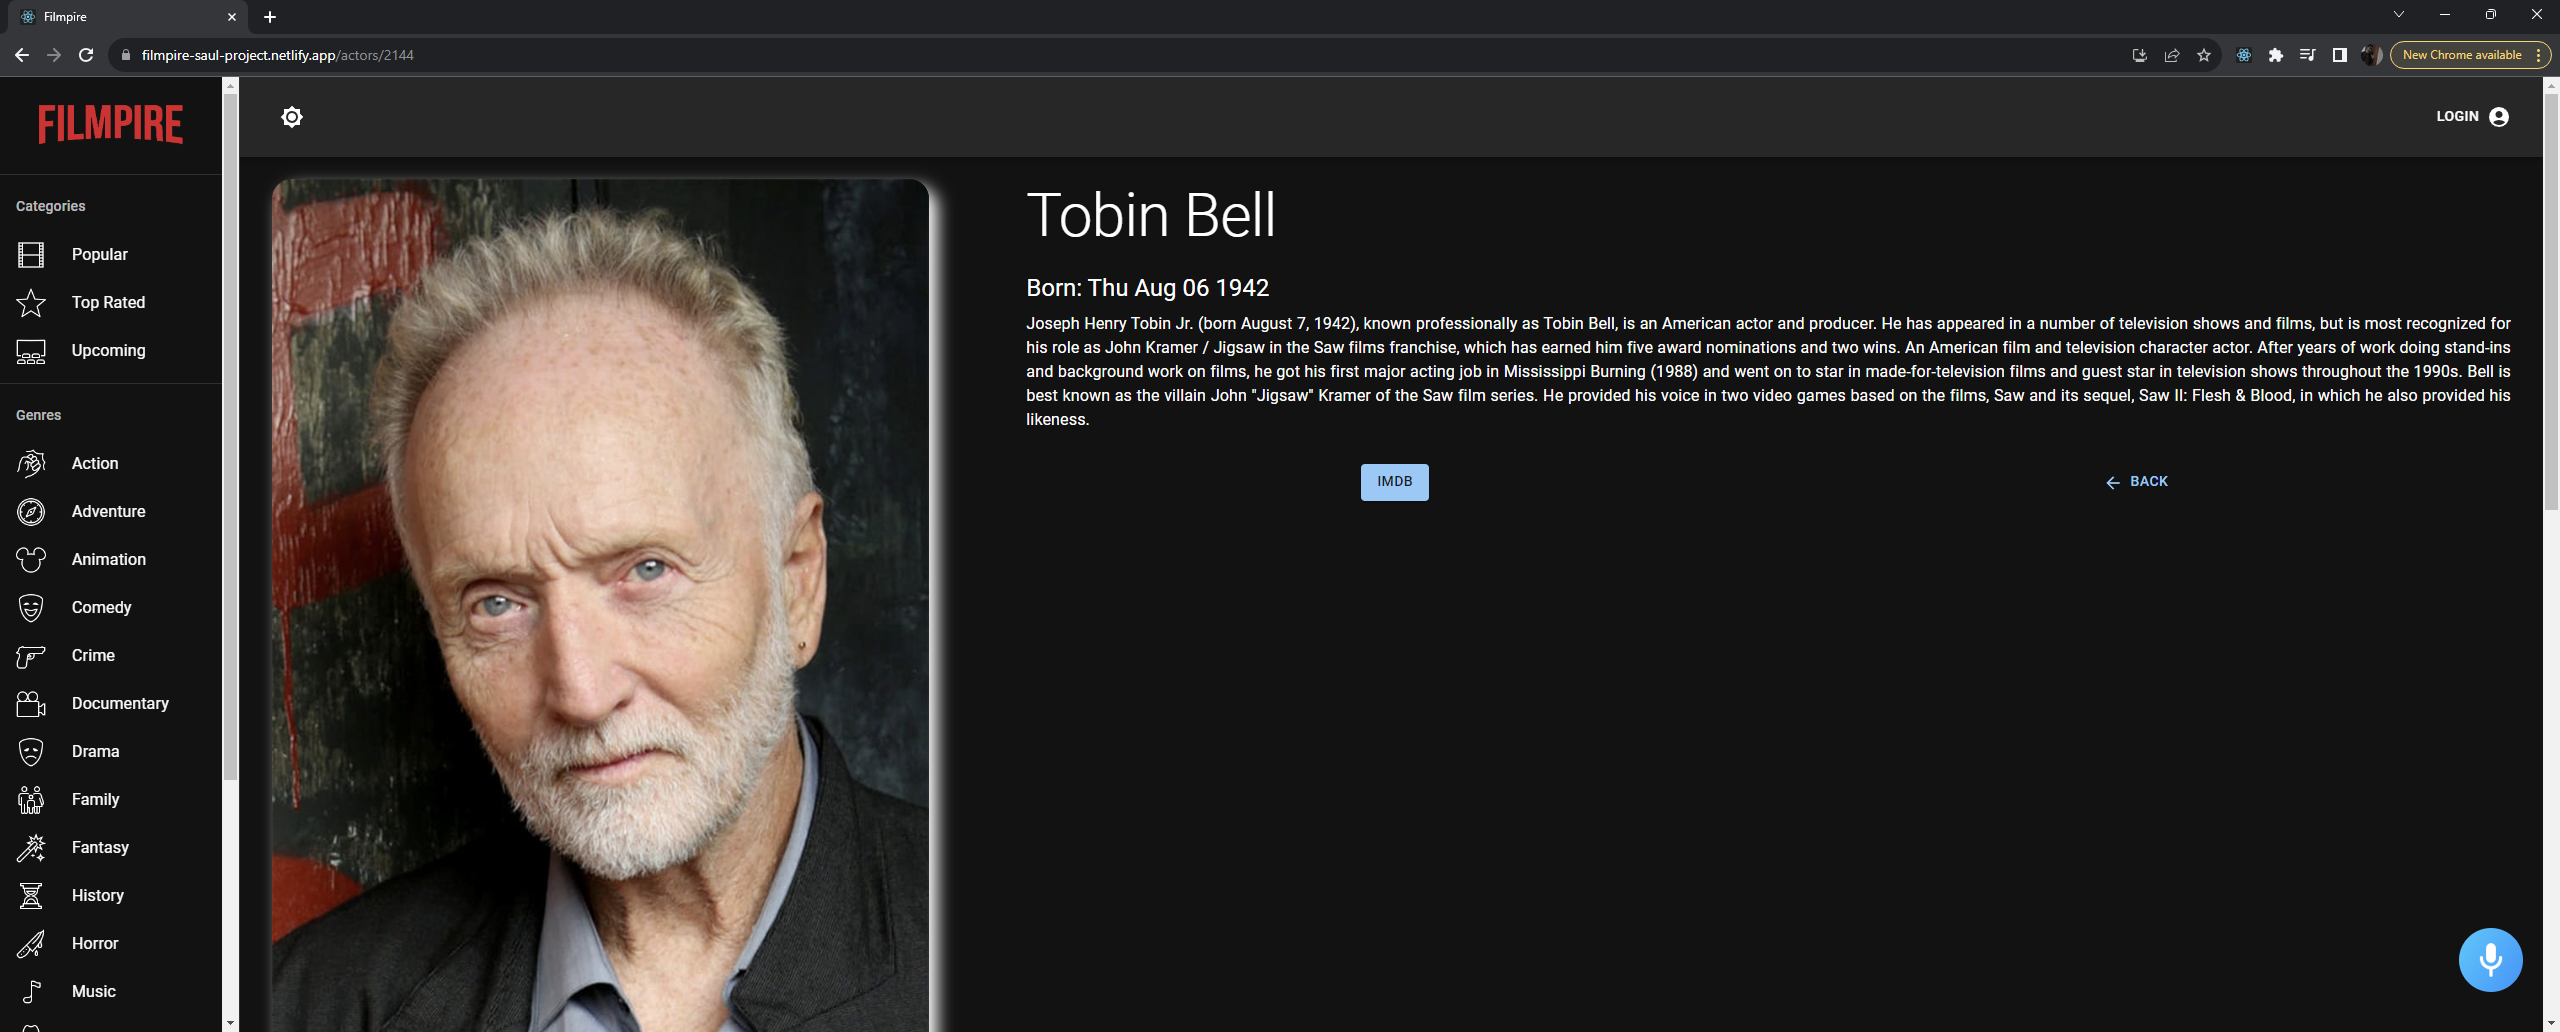 Filmpire
filmpire-saul-project.netlify.app/actors/2144
New Chrome available
FILMPIRE
LOGIN
Categories
Popular
Top Rated
Upcoming
Genres
Action
Adventure
Animation
Comedy
Crime
Documentary
Drama
Family
Fantasy
History
Horror
Music
Tobin Bell
Born: Thu Aug 06 1942
Joseph Henry Tobin Jr. (born August 7, 1942), known professionally as Tobin Bell, is an American actor and producer. He has appeared in a number of television shows and films, but is most recognized for
his role as John Kramer / Jigsaw in the Saw films franchise, which has earned him five award nominations and two wins. An American film and television character actor. After years of work doing stand-ins
and background work on films, he got his first major acting job in Mississippi Burning (1988) and went on to star in made-for-television films and guest star in television shows throughout the 1990s. Bell is
best known as the villain John "Jigsaw" Kramer of the Saw film series. He provided his voice in two video games based on the films, Saw and its sequel, Saw II: Flesh & Blood, in which he also provided his
likeness.
IMDB
BACK